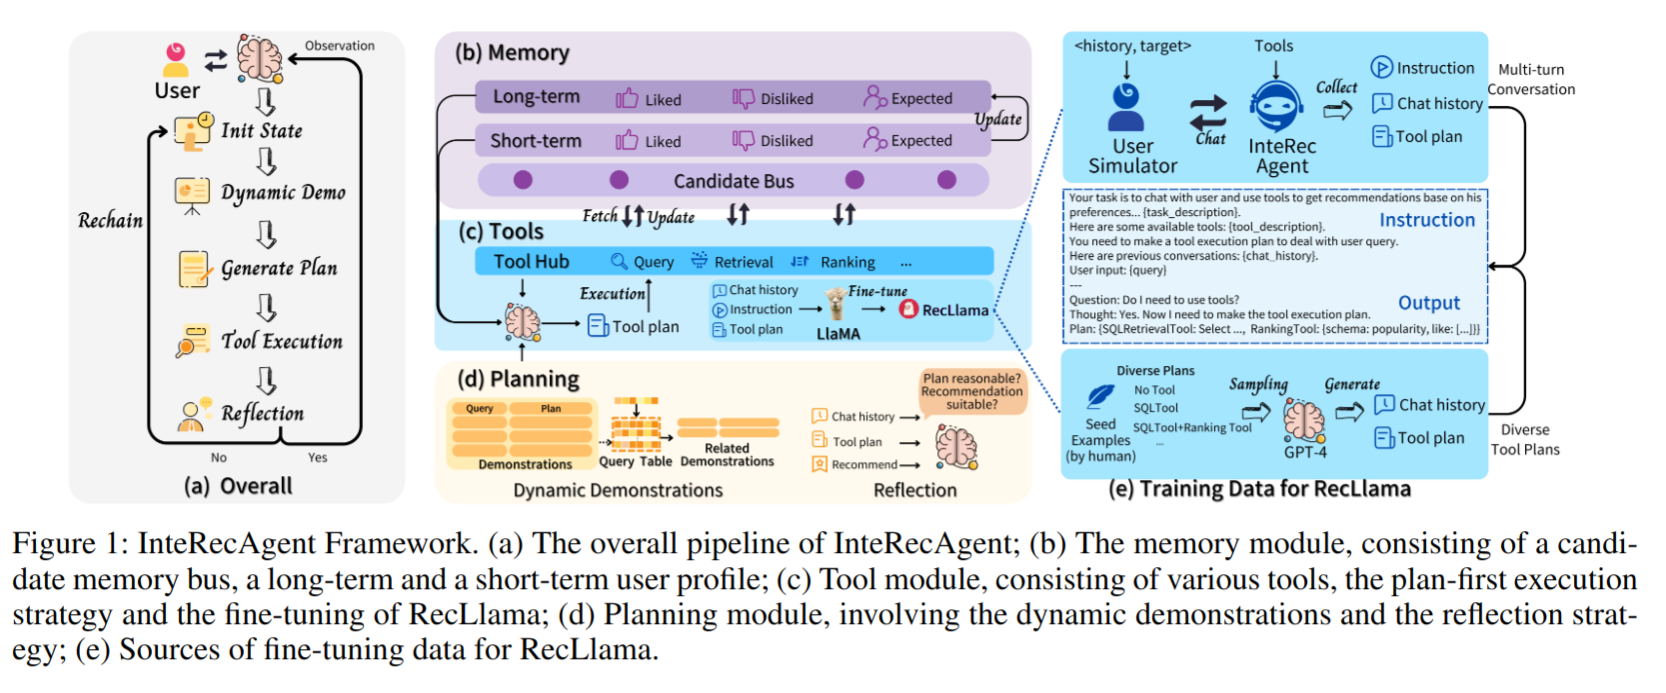 Observation
User
Init State
Dynamic Demo
Rechain
Generate Plan
Tool Execution
Reflection
No
Yes
(a) Overall
(b) Memory
Long-term
Liked
Disliked
Expected
Update
Short-term
Liked
Disliked
Expected
Candidate Bus
Fetch
Update
(c) Tools
Tool Hub
Query
Retrieval
Ranking
...
Execution
Tool plan
Chat history
Instruction
Tool plan
Fine-tune
LlaMA
RecLlama
(d) Planning
Query
Plan
Demonstrations
Query Table
Related
Demonstrations
Dynamic Demonstrations
Plan reasonable?
Recommendation
suitable?
Chat history
Tool plan
Recommend
Reflection
<history, target>
Tools
User
Simulator
Chat
InteRec
Agent
Collect
Instruction
Chat history
Tool plan
Multi-turn
Conversation
Your task is to chat with user and use tools to get recommendations base on his
preferences... {task_description}.
Here are some available tools: {tool_description}.
You need to make a tool execution plan to deal with user query.
Here are previous conversations: {chat_history}.
User input: {query}
Instruction
---
Question: Do I need to use tools?
Thought: Yes. Now I need to make the tool execution plan.
Plan: {SQLRetrievalTool: Select ..., RankingTool: {schema: popularity, like: [...]}}
Output
Diverse Plans
No Tool
SQLTool
SQLTool+Ranking Tool
...
Seed
Examples
(by human)
Sampling
GPT-4
Generate
Chat history
Tool plan
Diverse
Tool Plans
(e) Training Data for RecLlama
Figure 1: InteRecAgent Framework. (a) The overall pipeline of InteRecAgent; (b) The memory module, consisting of a candi-
date memory bus, a long-term and a short-term user profile; (c) Tool module, consisting of various tools, the plan-first execution
strategy and the fine-tuning of RecLlama; (d) Planning module, involving the dynamic demonstrations and the reflection strat-
egy; (e) Sources of fine-tuning data for RecLlama.